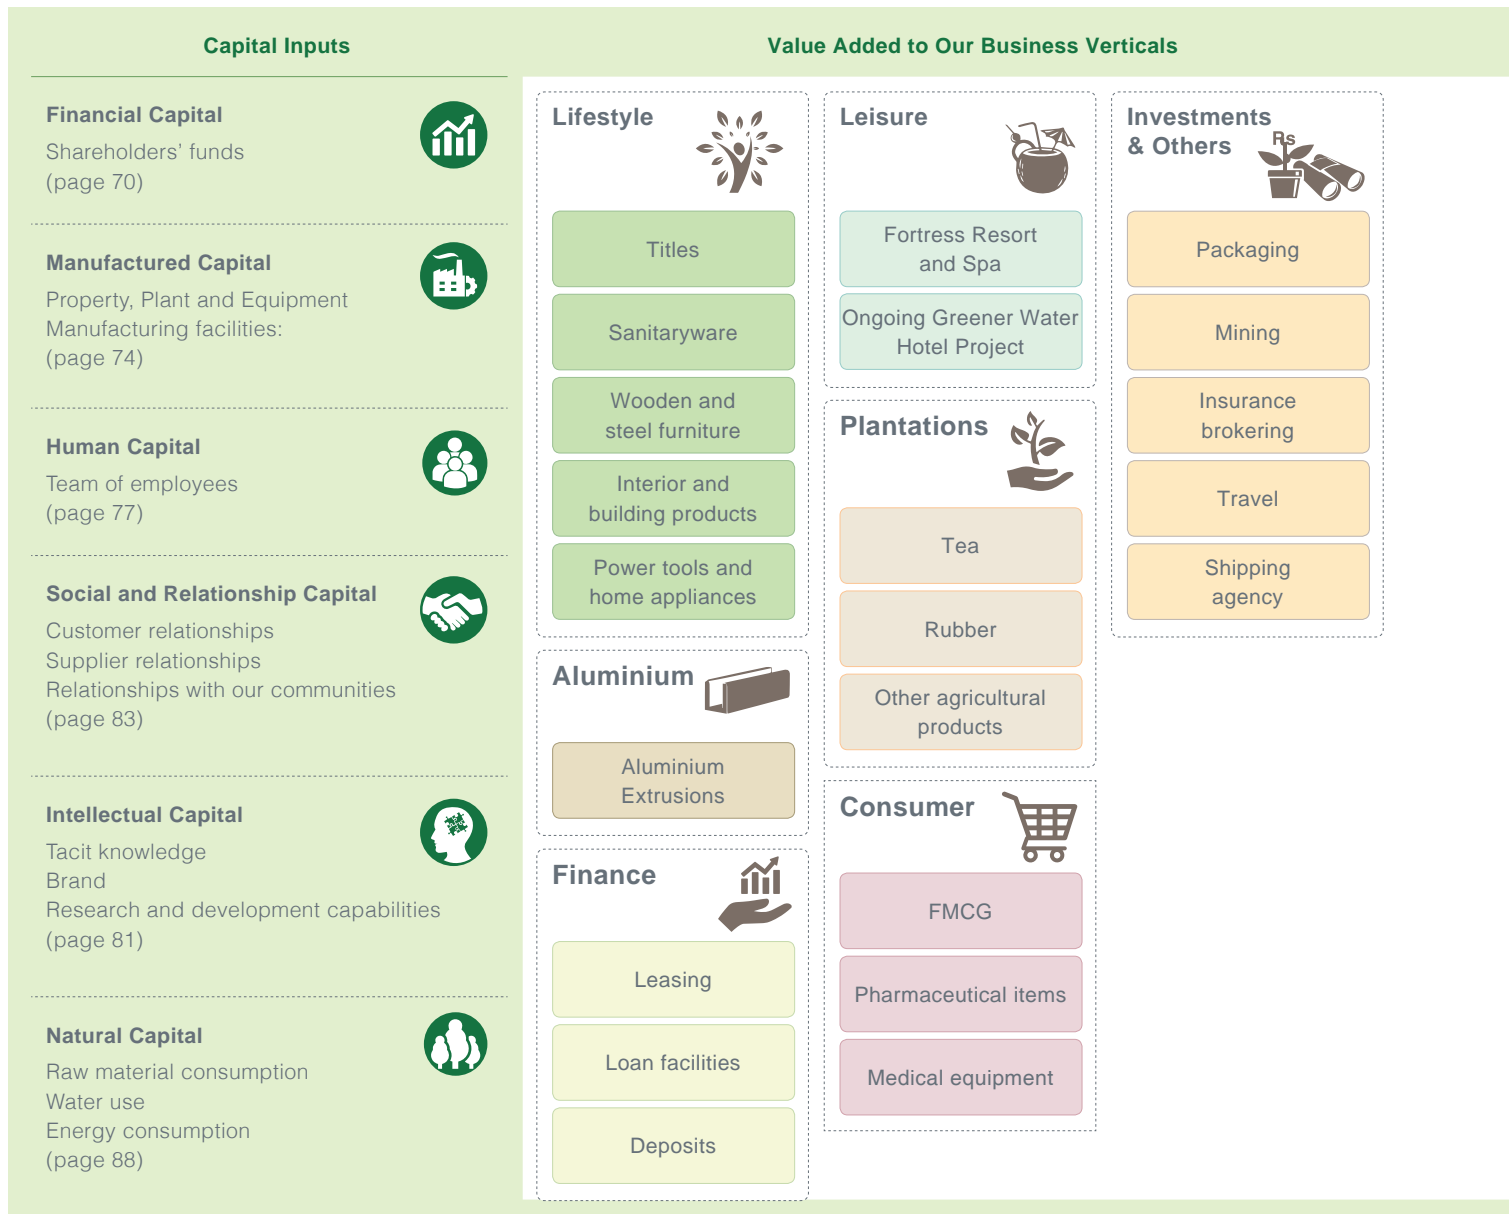 Capital Inputs
Value Added to Our Business Verticals
Financial Capital
Shareholders’ funds
(page 70)
Manufactured Capital
Property, Plant and Equipment
Manufacturing facilities:
(page 74)
Human Capital
Team of employees
(page 77)
Social and Relationship Capital
Customer relationships
Supplier relationships
Relationships with our communities
(page 83)
Intellectual Capital
Tacit knowledge
Brand
Research and development capabilities
(page 81)
Natural Capital
Raw material consumption
Water use
Energy consumption
(page 88)
Lifestyle
Titles
Sanitaryware
Wooden and
steel furniture
Interior and
building products
Power tools and
home appliances
Aluminium
Aluminium
Extrusions
Finance
Leasing
Loan facilities
Deposits
Leisure
Fortress Resort
and Spa
Ongoing Greener Water
Hotel Project
Plantations
Tea
Rubber
Other agricultural
products
Consumer
FMCG
Pharmaceutical items
Medical equipment
Investments
& Others
Rs
Packaging
Mining
Insurance
brokering
Travel
Shipping
agency